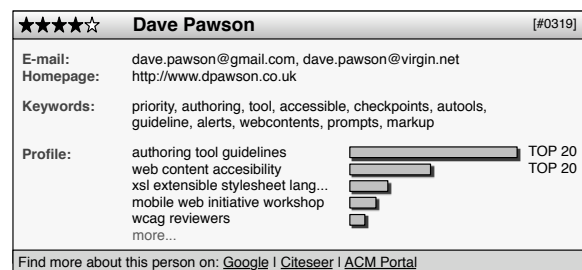 ★★★★☆ Dave Pawson [#0319]
E-mail: dave.pawson@gmail.com, dave.pawson@virgin.net
Homepage: http://www.dpawson.co.uk
Keywords: priority, authoring, tool, accessible, checkpoints, autools,
guideline, alerts, webcontents, prompts, markup
Profile: authoring tool guidelines TOP 20
web content accesibility TOP 20
xsl extensible stylesheet lang...
mobile web initiative workshop
wcag reviewers
more...
Find more about this person on: Google | Citeseer | ACM Portal